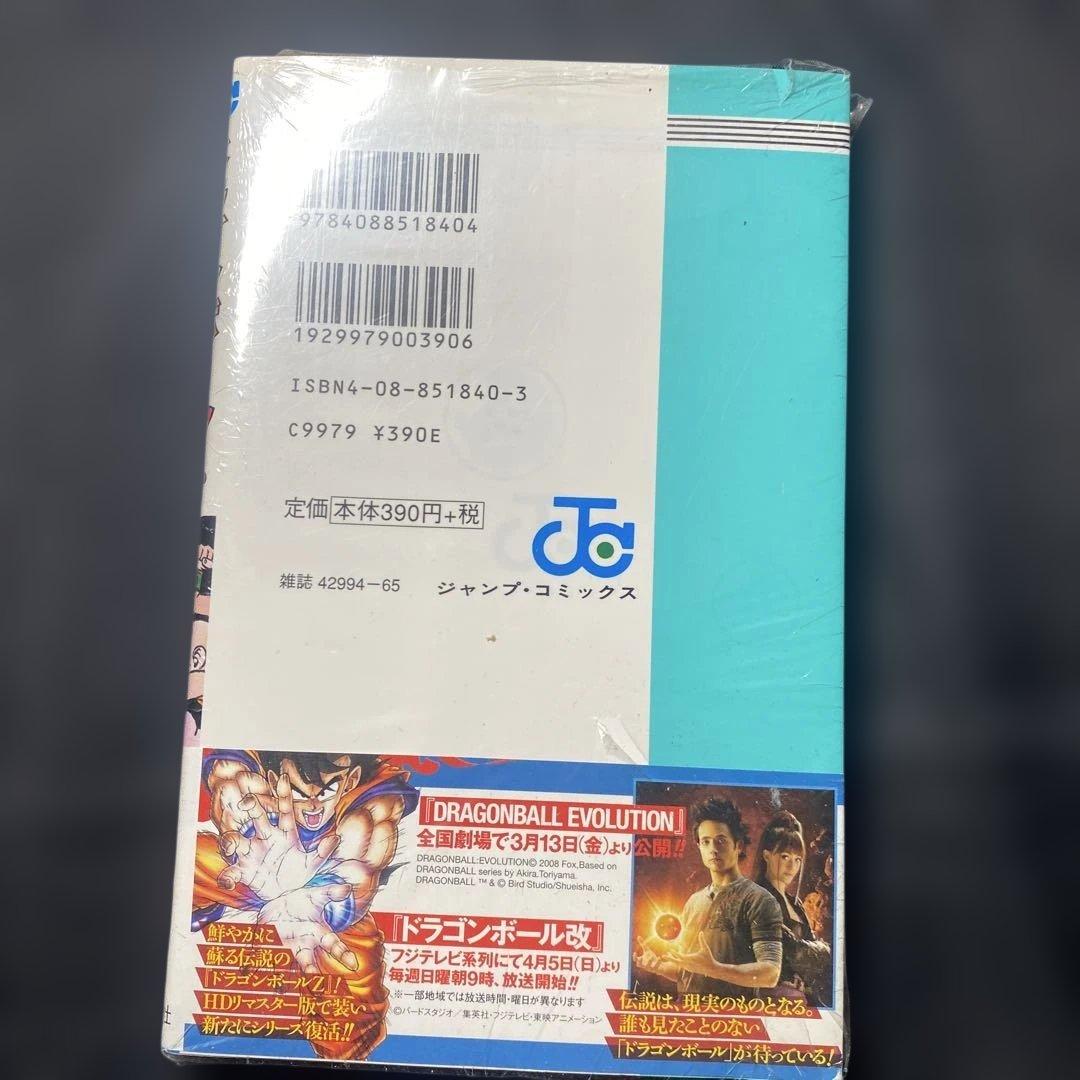 9784088518404
1929979003906
ISBN4-08-851840-3
C9979 ¥390E
定価 本体390円+税
雑誌 42994-65
ジャンプ・コミックス
『DRAGONBALL EVOLUTION』
全国劇場で3月13日(金)より公開!!
DRAGONBALL:EVOLUTION© 2008 Fox,Based on
DRAGONBALL series by Akira.Toriyama.
DRAGONBALL ™ & © Bird Studio/Shueisha, Inc.
『ドラゴンボール改』
フジテレビ系列にて4月5日(日)より
毎週日曜朝9時、放送開始!!
※一部地域では放送時間・曜日が異なります
©バードスタジオ/集英社・フジテレビ・東映アニメーション
鮮やかに
蘇る伝説の
『ドラゴンボールZ』!
HDリマスター版で装い
新たにシリーズ復活!!
伝説は、現実のものとなる。
誰も見たことのない
「ドラゴンボール」が待っている!